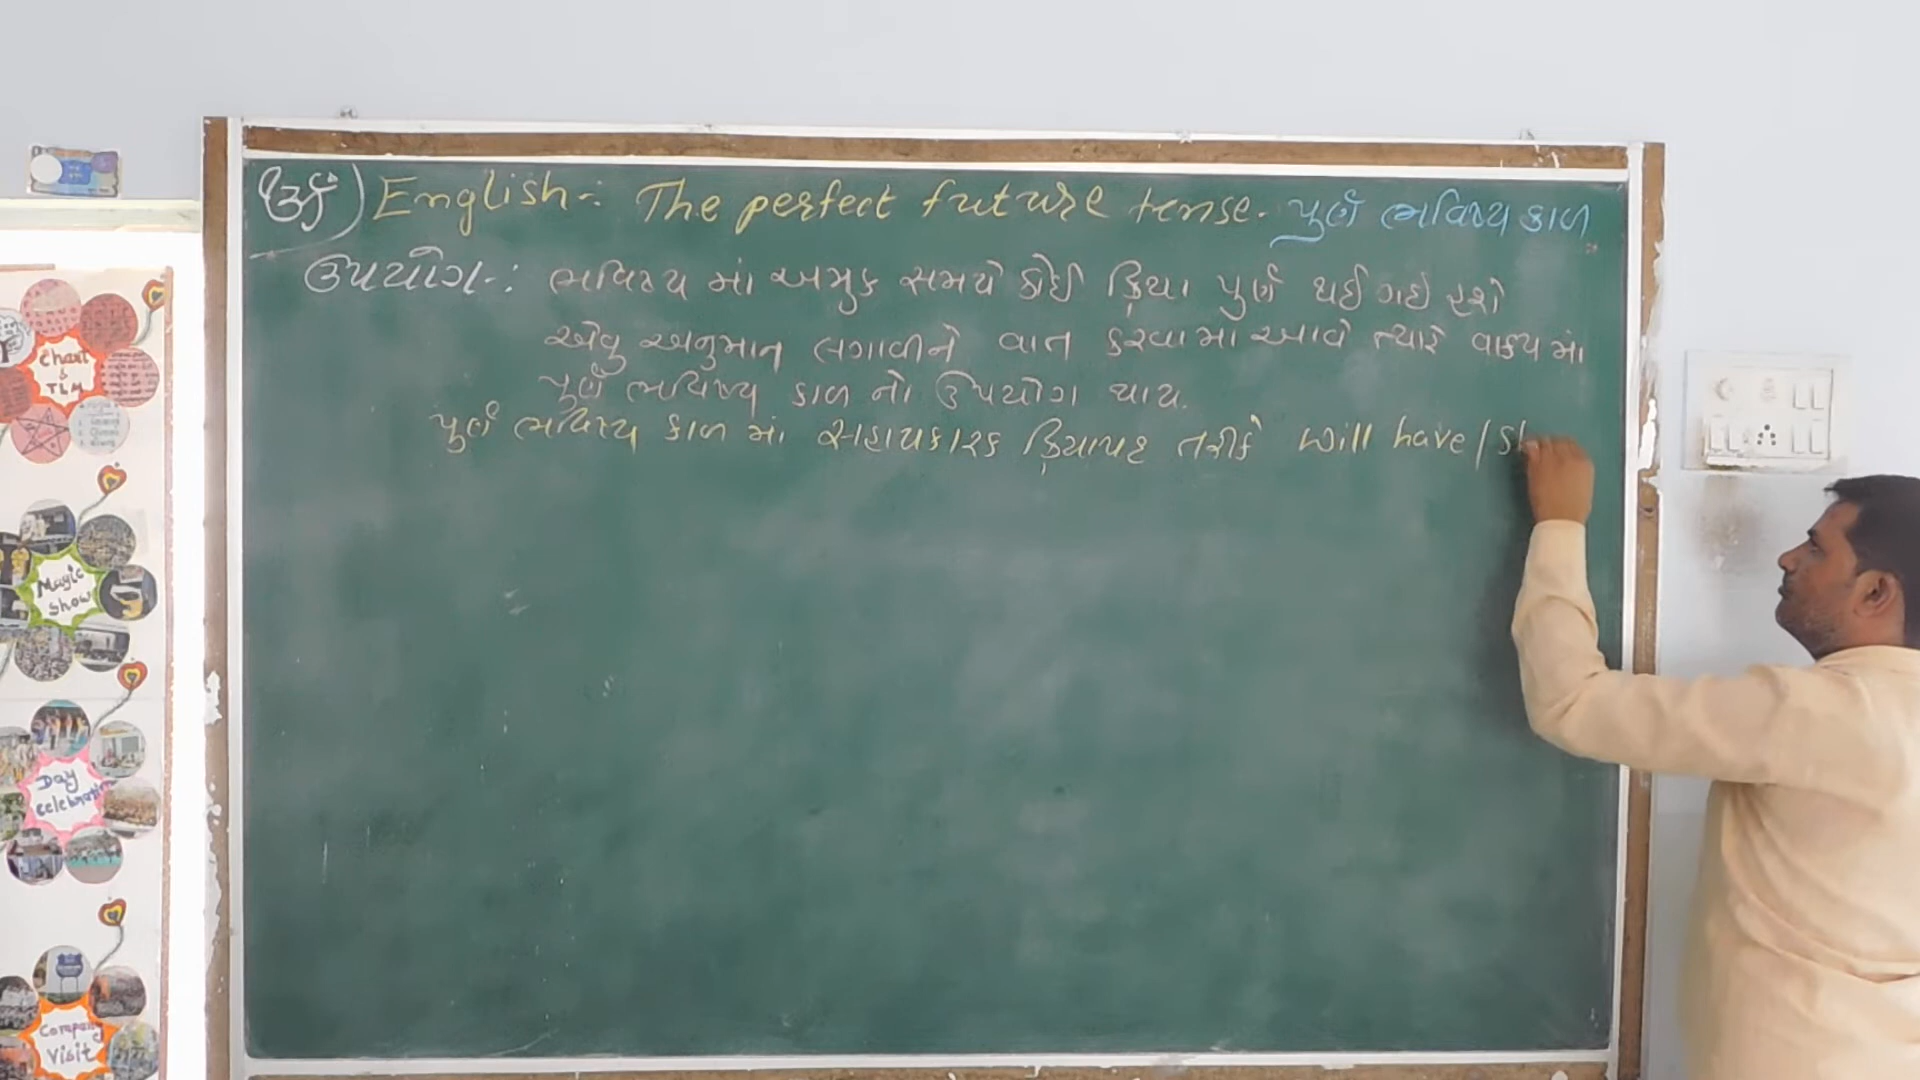 English:- The perfect future tense. પુર્ણ ભવિષ્ય કાળ
ઉપયોગ:- ભવિષ્ય માં અમુક સમયે કોઈ ક્રિયા પુર્ણ થઈ ગઈ હશે
એવુ અનુમાન લગાવીને વાત કરવામાં આવે ત્યારે વાક્ય માં
પુર્ણ ભવિષ્ય કાળ નો ઉપયોગ થાય.
પુર્ણ ભવિષ્ય કાળ માં સહાયકારક ક્રિયાપદ તરીકે will have / sh
Chart
&
TLM
Magic
show
Day
celebration
Company
Visit